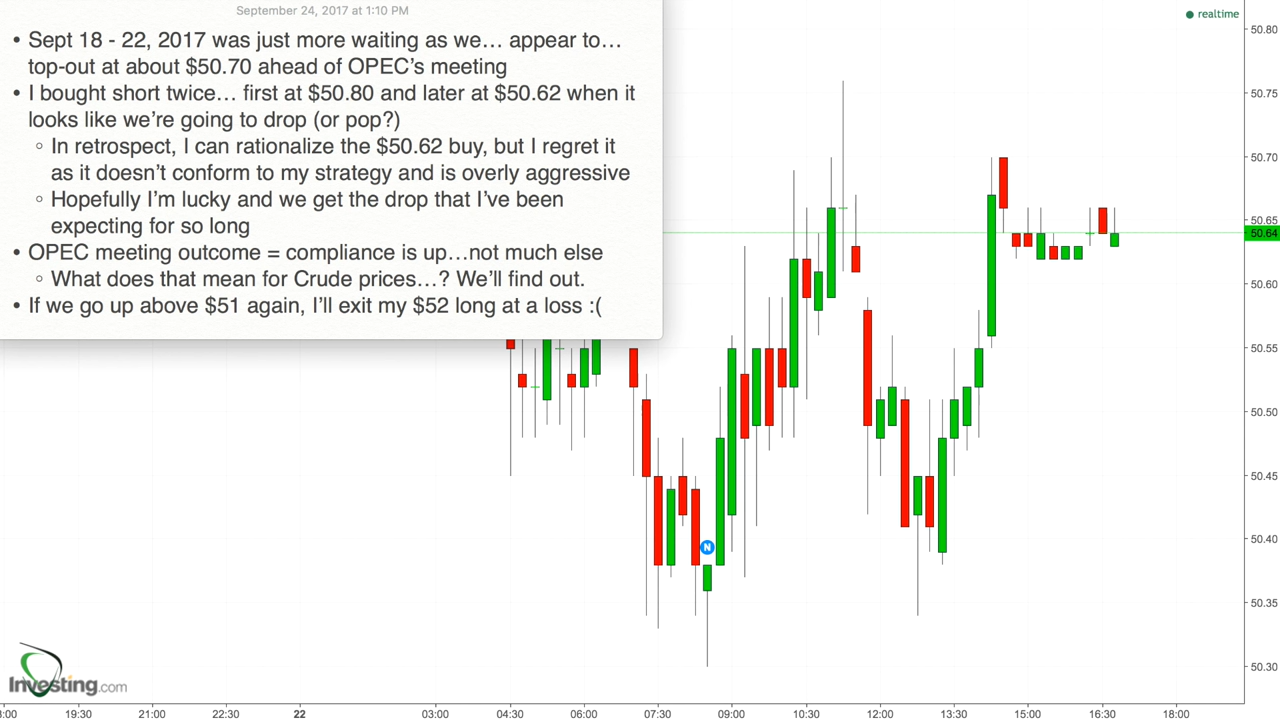 September 24, 2017 at 1:10 PM
• Sept 18 - 22, 2017 was just more waiting as we… appear to…
top-out at about $50.70 ahead of OPEC’s meeting
• I bought short twice… first at $50.80 and later at $50.62 when it
looks like we’re going to drop (or pop?)
◦ In retrospect, I can rationalize the $50.62 buy, but I regret it
as it doesn’t conform to my strategy and is overly aggressive
◦ Hopefully I’m lucky and we get the drop that I’ve been
expecting for so long
• OPEC meeting outcome = compliance is up…not much else
◦ What does that mean for Crude prices…? We’ll find out.
• If we go up above $51 again, I’ll exit my $52 long at a loss :(
realtime
50.80
50.75
50.70
50.65
50.64
50.60
50.55
50.50
50.45
50.40
50.35
50.30
N
Investing.com
8:00 19:30 21:00 22:30 22 03:00 04:30 06:00 07:30 09:00 10:30 12:00 13:30 15:00 16:30 18:00